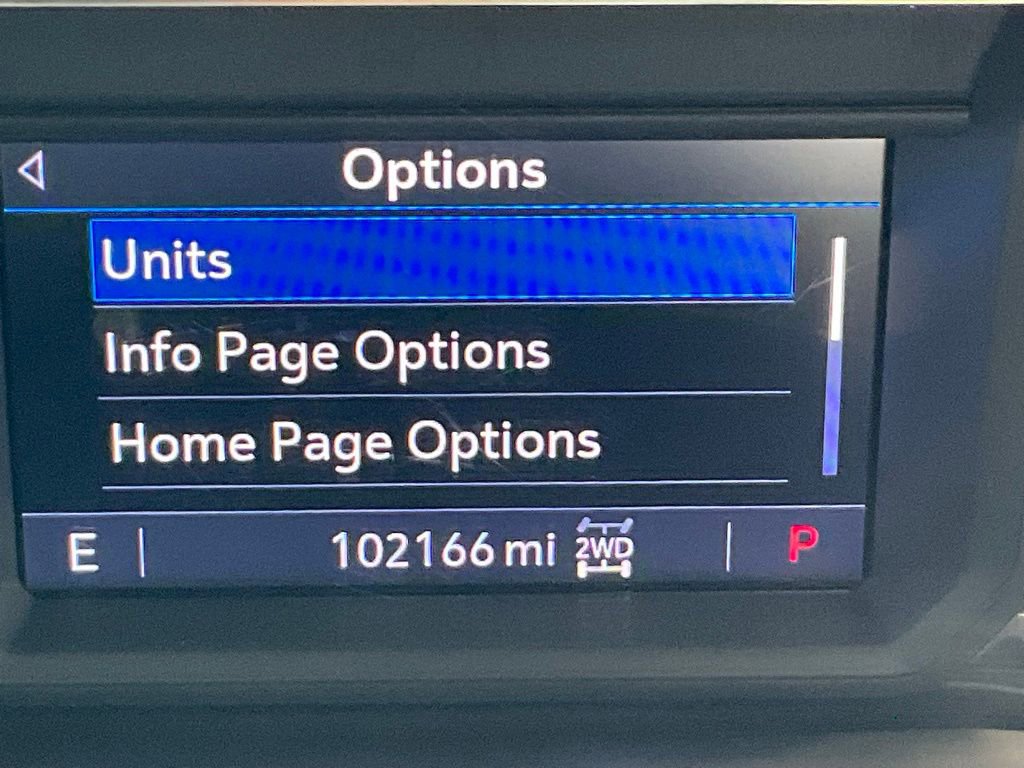 Options
Units
Info Page Options
Home Page Options
E 102166 mi 2WD P